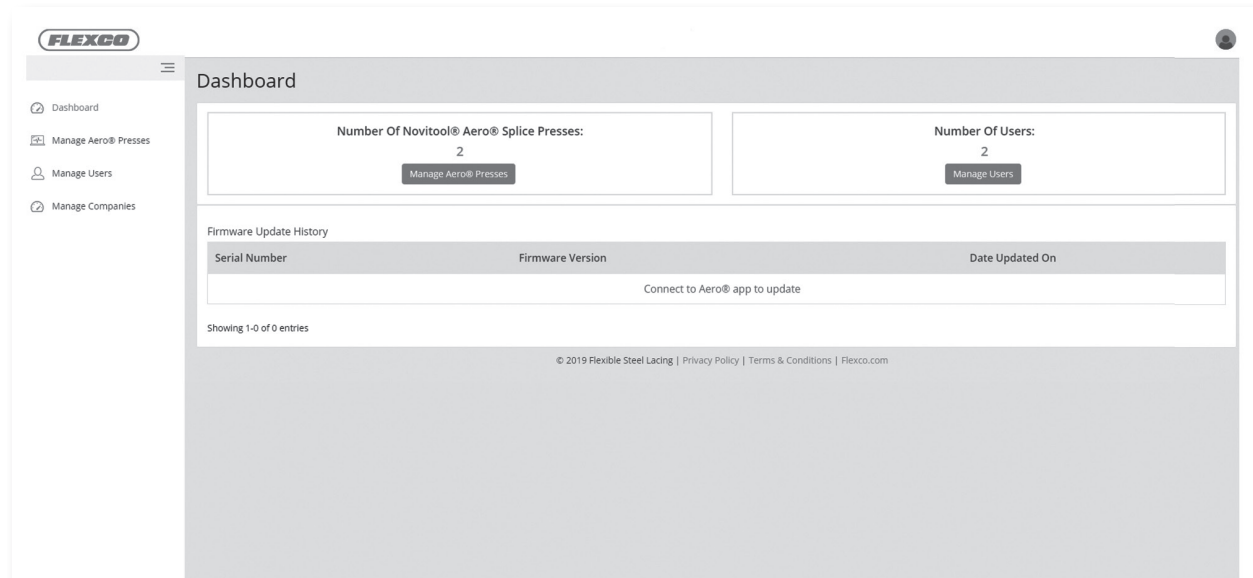 FLEXCO
Dashboard
Dashboard
Manage Aero® Presses
Manage Users
Manage Companies
Number Of Novitool® Aero® Splice Presses:
2
Manage Aero® Presses
Number Of Users:
2
Manage Users
Firmware Update History
Serial Number Firmware Version Date Updated On
Connect to Aero® app to update
Showing 1-0 of 0 entries
© 2019 Flexible Steel Lacing | Privacy Policy | Terms & Conditions | Flexco.com